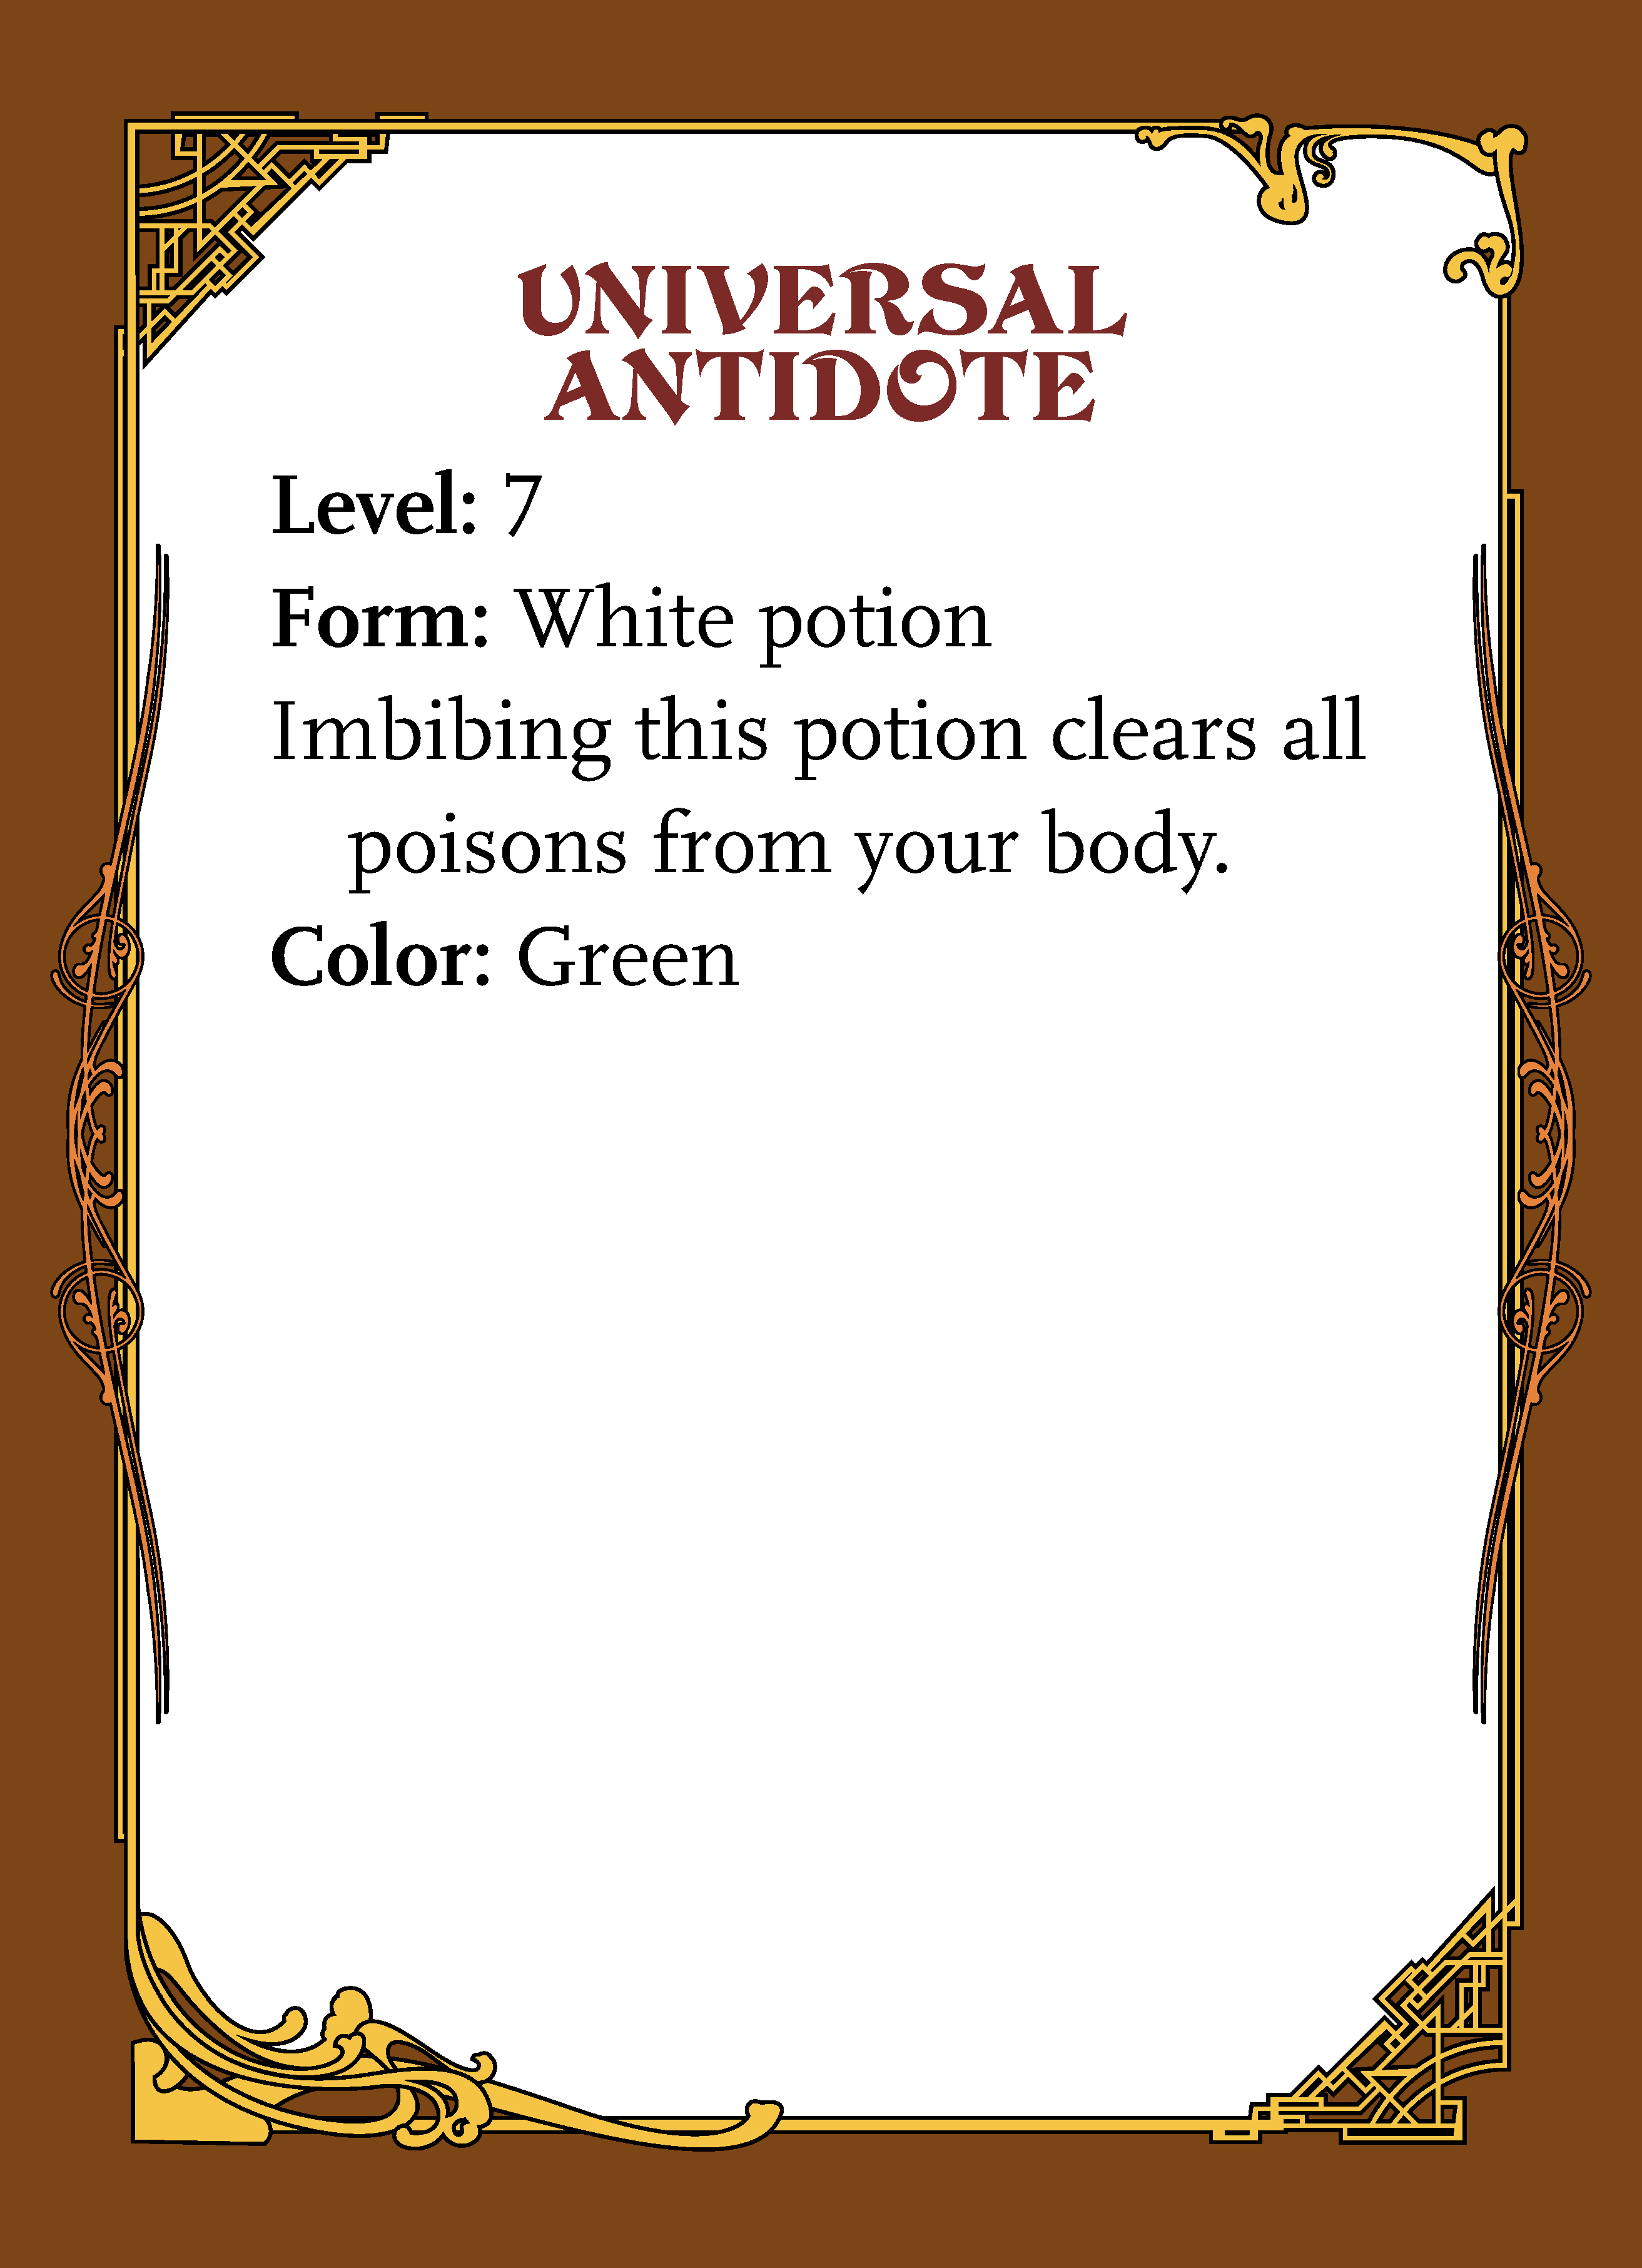 UNIVERSAL
ANTIDOTE
Level: 7
Form: White potion
Imbibing this potion clears all
poisons from your body.
Color: Green